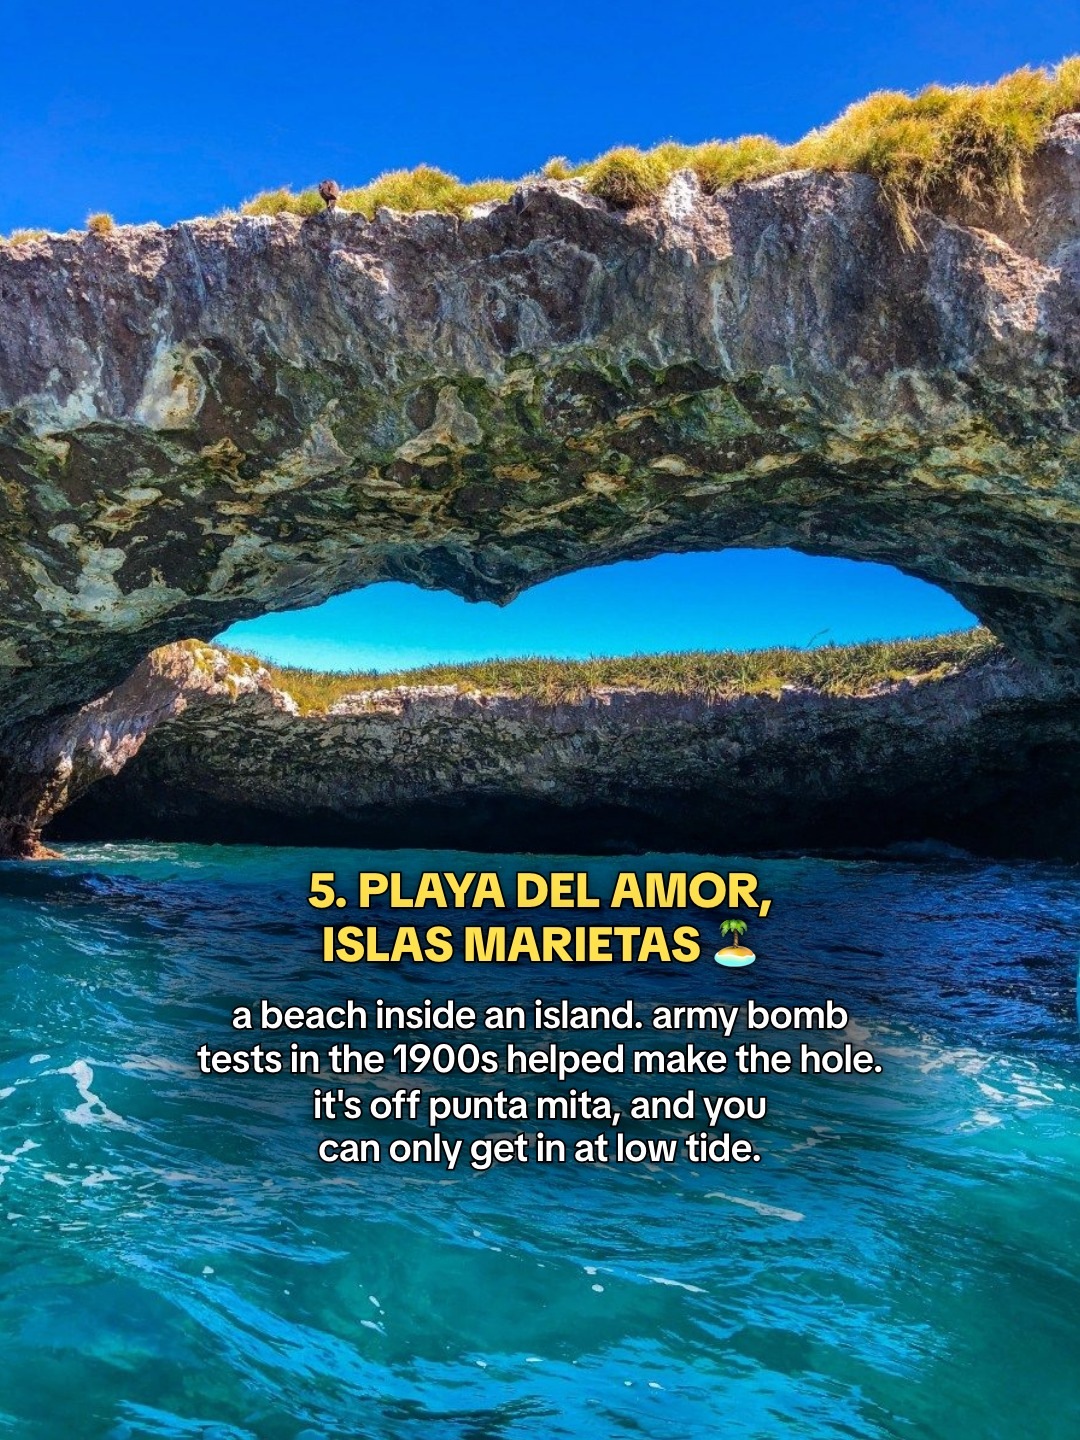 5. PLAYA DEL AMOR,
ISLAS MARIETAS 🏝️
a beach inside an island. army bomb
tests in the 1900s helped make the hole.
it's off punta mita, and you
can only get in at low tide.